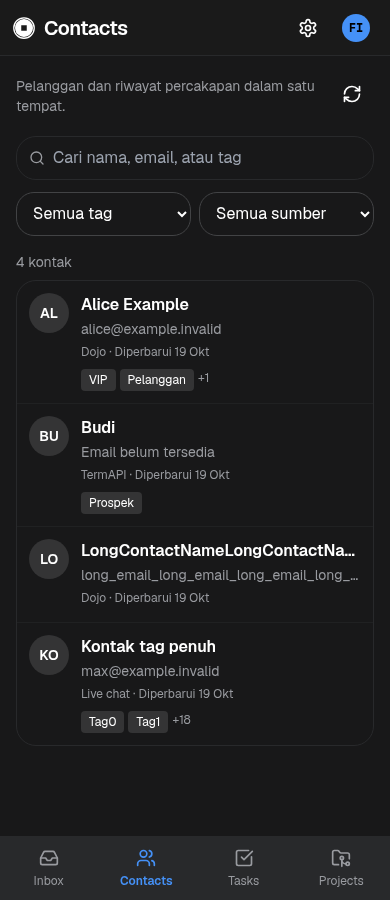 Contacts
FI
Pelanggan dan riwayat percakapan dalam satu
tempat.
Cari nama, email, atau tag
Semua tag
Semua sumber
4 kontak
AL
Alice Example
alice@example.invalid
Dojo · Diperbarui 19 Okt
VIP
Pelanggan
+1
BU
Budi
Email belum tersedia
TermAPI · Diperbarui 19 Okt
Prospek
LO
LongContactNameLongContactNa...
long_email_long_email_long_email_long_...
Dojo · Diperbarui 19 Okt
KO
Kontak tag penuh
max@example.invalid
Live chat · Diperbarui 19 Okt
Tag0
Tag1
+18
Inbox
Contacts
Tasks
Projects